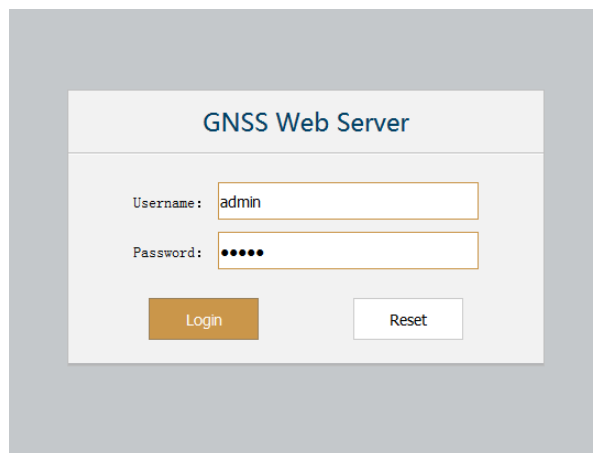 GNSS Web Server
Username: admin
Password: •••••
Login Reset